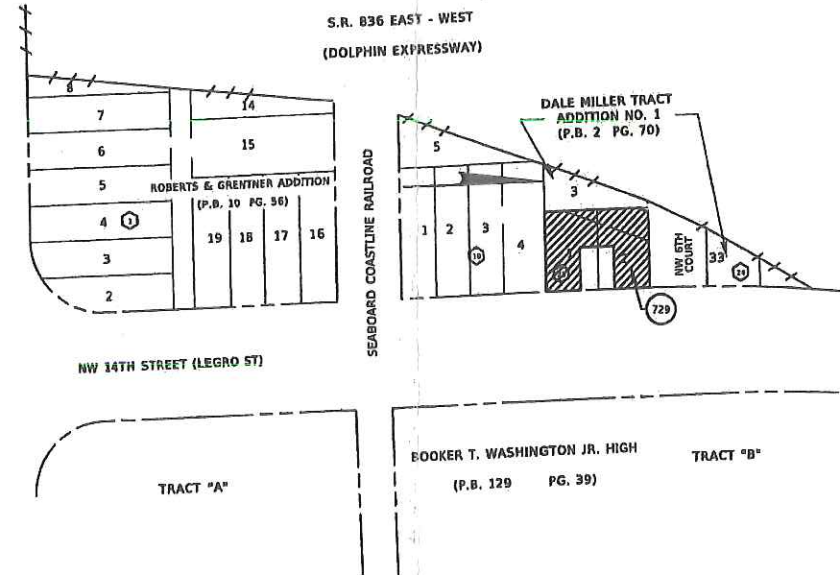 S.R. 836 EAST - WEST
(DOLPHIN EXPRESSWAY)
DALE MILLER TRACT
ADDITION NO. 1
(P.B. 2 PG. 70)
8
7
6
5
4
3
2
14
15
ROBERTS & GRENTNER ADDITION
(P.B. 10 PG. 56)
19
18
17
16
SEABOARD COASTLINE RAILROAD
5
1
2
3
4
3
NW 6TH
COURT
33
729
NW 14TH STREET (LEGRO ST)
TRACT "A"
BOOKER T. WASHINGTON JR. HIGH
(P.B. 129 PG. 39)
TRACT "B"